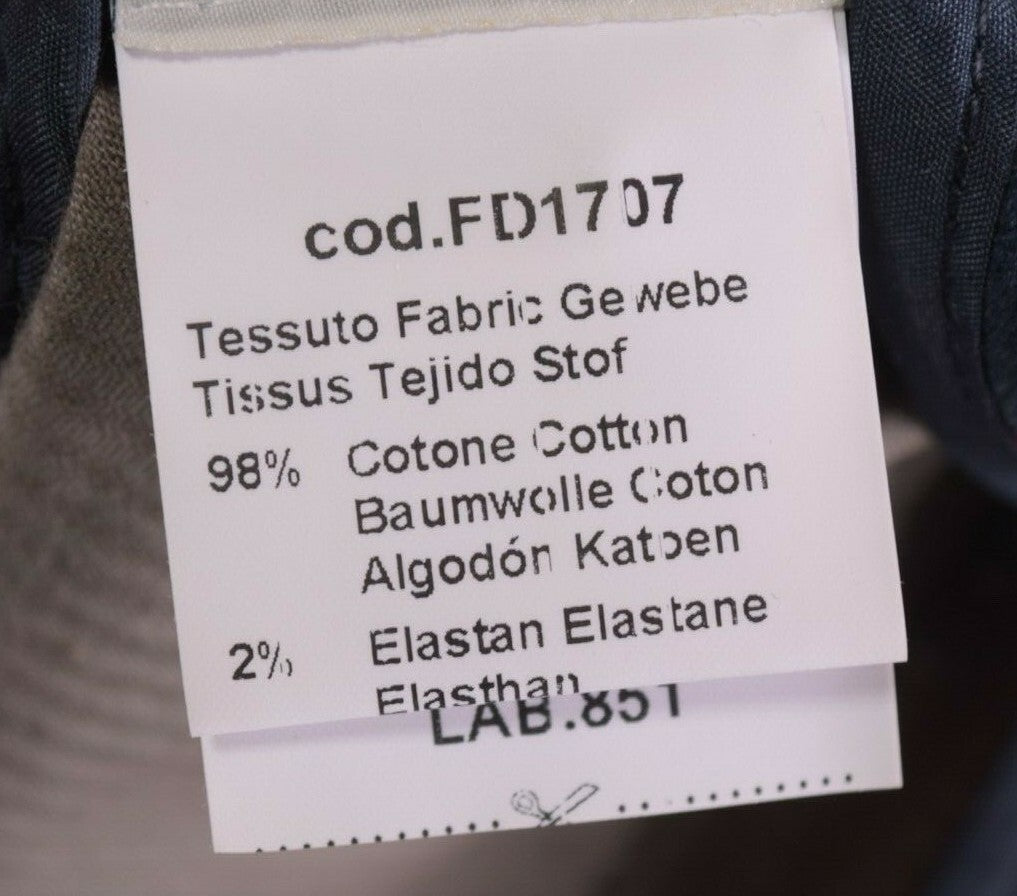 cod.FD1707
Tessuto Fabric Gewebe
Tissus Tejido Stof
98% Cotone Cotton
Baumwolle Coton
Algodón Katoen
2% Elastan Elastane
Elasthan
LAB.851